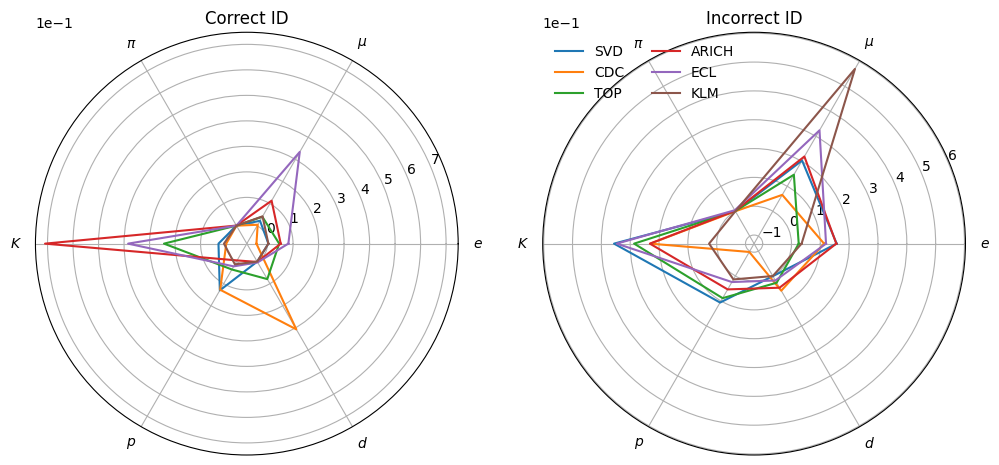 Correct ID
Incorrect ID
1e−1
1e−1
π
μ
K
e
p
d
0
1
2
3
4
5
6
7
π
μ
K
e
p
d
−1
0
1
2
3
4
5
6
SVD
CDC
TOP
ARICH
ECL
KLM